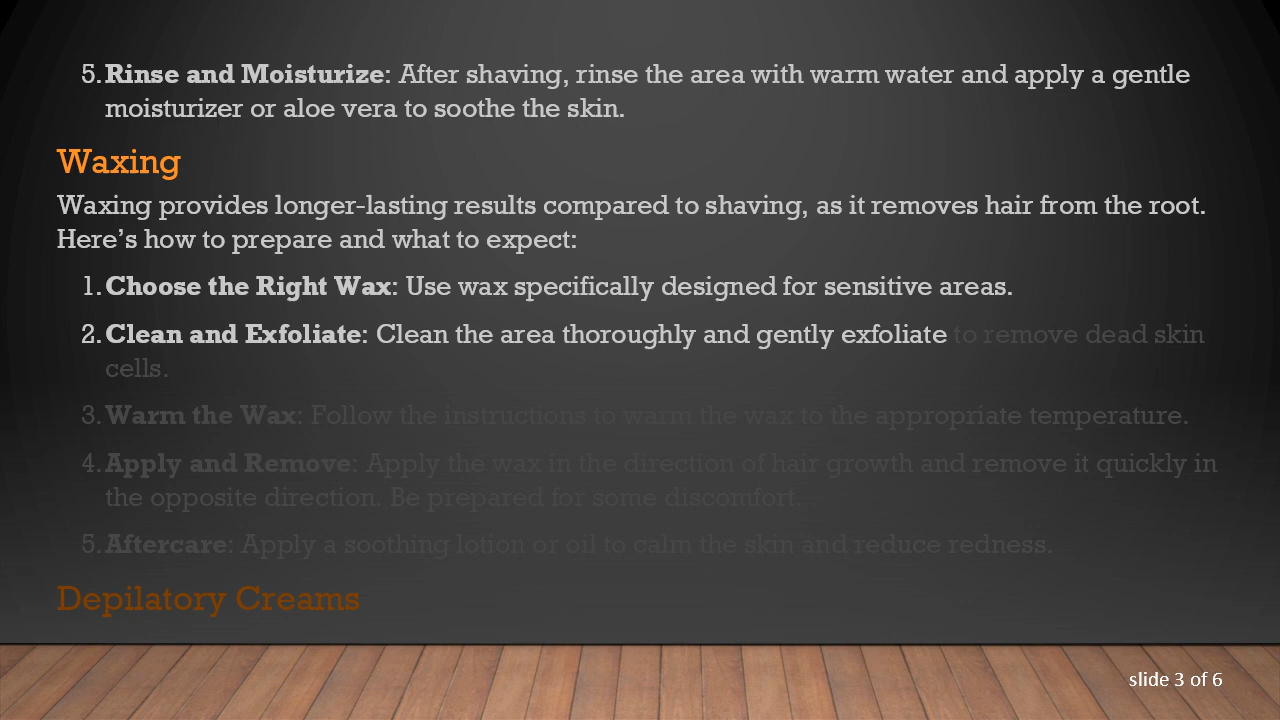 5. Rinse and Moisturize: After shaving, rinse the area with warm water and apply a gentle
moisturizer or aloe vera to soothe the skin.
Waxing
Waxing provides longer-lasting results compared to shaving, as it removes hair from the root.
Here’s how to prepare and what to expect:
1. Choose the Right Wax: Use wax specifically designed for sensitive areas.
2. Clean and Exfoliate: Clean the area thoroughly and gently exfoliate to remove dead skin
cells.
3. Warm the Wax: Follow the instructions to warm the wax to the appropriate temperature.
4. Apply and Remove: Apply the wax in the direction of hair growth and remove it quickly in
the opposite direction. Be prepared for some discomfort.
5. Aftercare: Apply a soothing lotion or oil to calm the skin and reduce redness.
Depilatory Creams
slide 3 of 6